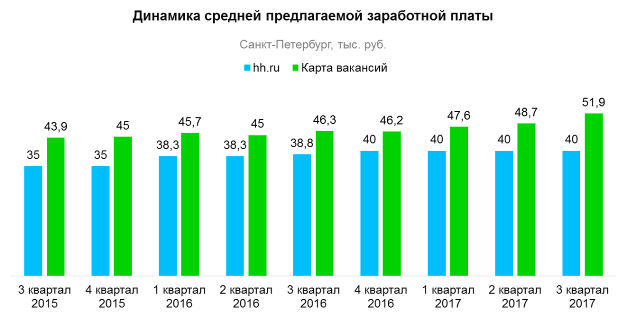 Динамика средней предлагаемой заработной платы
Санкт-Петербург, тыс. руб.
hh.ru Карта вакансий
35 43,9 35 45 38,3 45,7 38,3 45 38,8 46,3 40 46,2 40 47,6 40 48,7 40 51,9
3 квартал 4 квартал 1 квартал 2 квартал 3 квартал 4 квартал 1 квартал 2 квартал 3 квартал
2015 2015 2016 2016 2016 2016 2017 2017 2017